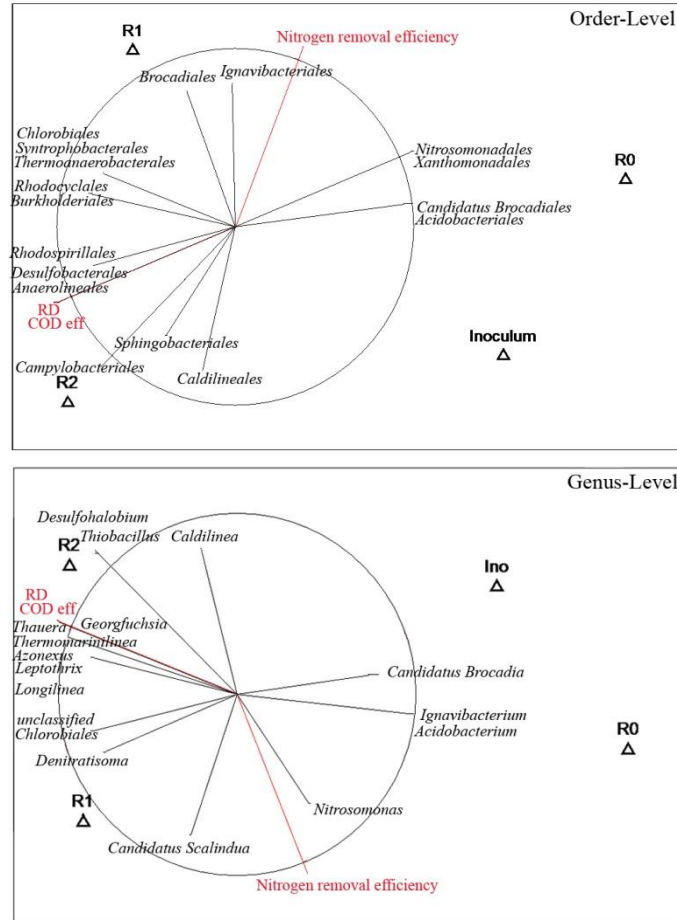 Order-Level
R1
Nitrogen removal efficiency
Brocadiales
Ignavibacteriales
Chlorobiales
Syntrophobacterales
Thermoanaerobacterales
Nitrosomonadales
Xanthomonadales
R0
Rhodocyclales
Burkholderiales
Candidatus Brocadiales
Acidobacteriales
Rhodospirillales
Desulfobacterales
Anaerolineales
RD
COD eff
Sphingobacteriales
Inoculum
Campylobacteriales
Caldilineales
R2
Genus-Level
Desulfohalobium
Thiobacillus
Caldilinea
R2
Ino
RD
COD eff
Thauera
Georgfuchsia
Thermomarinilinea
Azonexus
Leptothrix
Candidatus Brocadia
Longilinea
unclassified
Chlorobiales
Ignavibacterium
Acidobacterium
R0
Denitratisoma
R1
Nitrosomonas
Candidatus Scalindua
Nitrogen removal efficiency